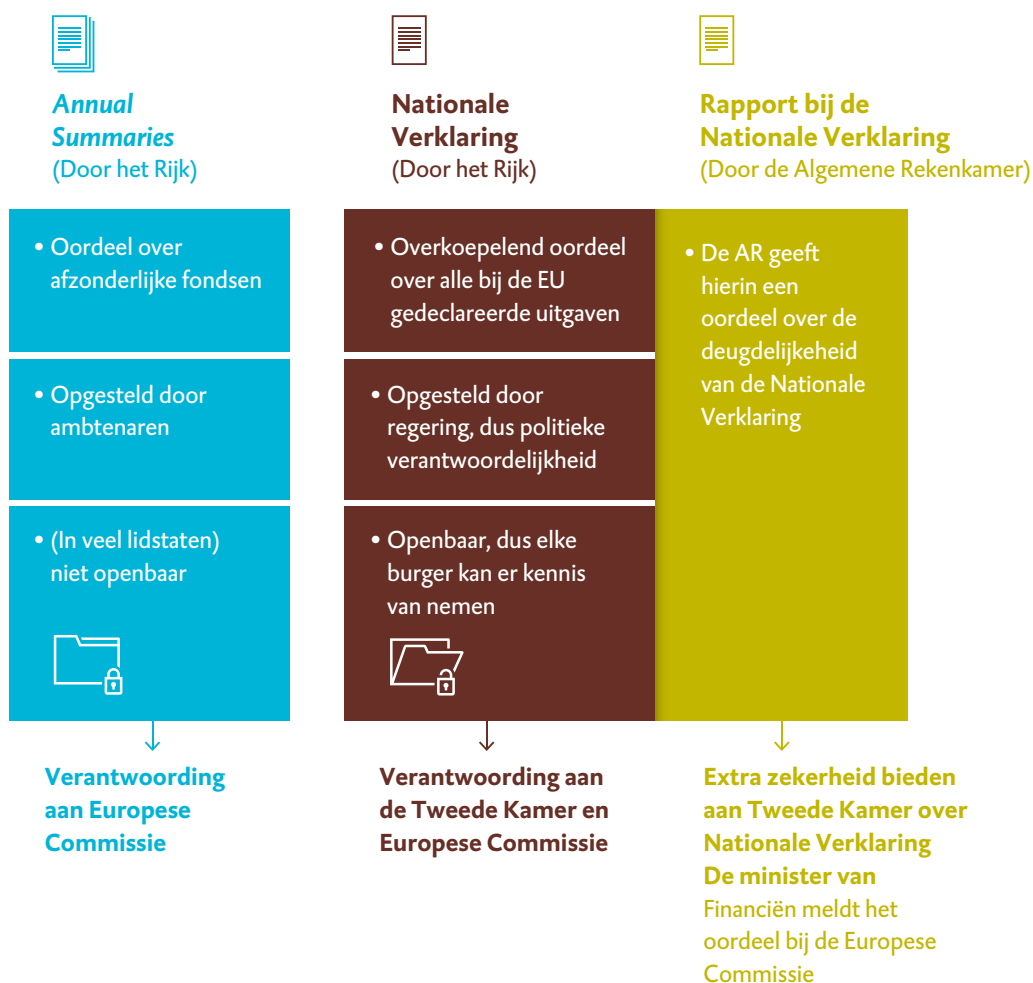 Annual
Summaries
(Door het Rijk)
• Oordeel over
afzonderlijke fondsen
• Opgesteld door
ambtenaren
• (In veel lidstaten)
niet openbaar
Verantwoording
aan Europese
Commissie
Nationale
Verklaring
(Door het Rijk)
• Overkoepelend oordeel
over alle bij de EU
gedeclareerde uitgaven
• Opgesteld door
regering, dus politieke
verantwoordelijkheid
• Openbaar, dus elke
burger kan er kennis
van nemen
Verantwoording aan
de Tweede Kamer en
Europese Commissie
Rapport bij de
Nationale Verklaring
(Door de Algemene Rekenkamer)
• De AR geeft
hierin een
oordeel over de
deugdelijkeheid
van de Nationale
Verklaring
Extra zekerheid bieden
aan Tweede Kamer over
Nationale Verklaring
De minister van
Financiën meldt het
oordeel bij de Europese
Commissie